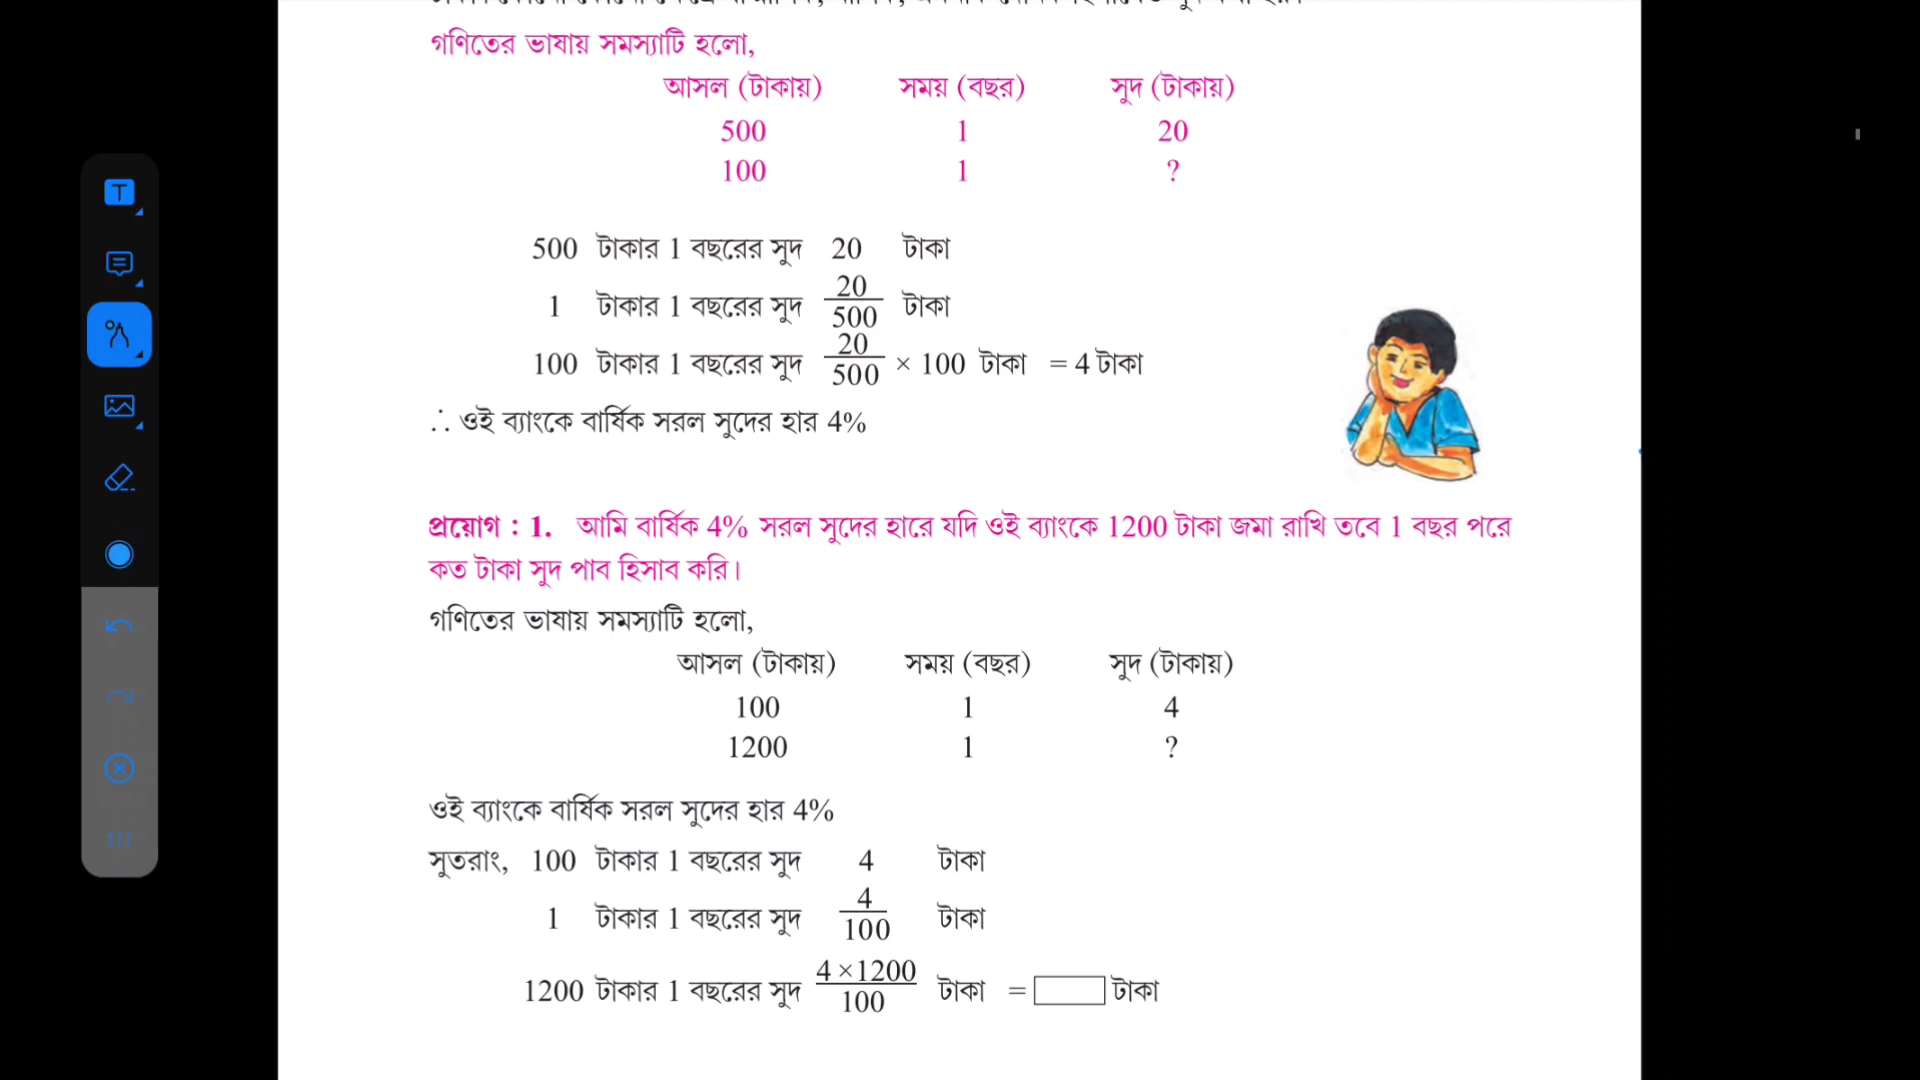 গণিতের ভাষায় সমস্যাটি হলো,
আসল (টাকায়) সময় (বছর) সুদ (টাকায়)
500 1 20
100 1 ?
500 টাকার 1 বছরের সুদ 20 টাকা
1 টাকার 1 বছরের সুদ 20/500 টাকা
100 টাকার 1 বছরের সুদ 20/500 × 100 টাকা = 4 টাকা
∴ ওই ব্যাংকে বার্ষিক সরল সুদের হার 4%
প্রয়োগ : 1. আমি বার্ষিক 4% সরল সুদের হারে যদি ওই ব্যাংকে 1200 টাকা জমা রাখি তবে 1 বছর পরে
কত টাকা সুদ পাব হিসাব করি।
গণিতের ভাষায় সমস্যাটি হলো,
আসল (টাকায়) সময় (বছর) সুদ (টাকায়)
100 1 4
1200 1 ?
ওই ব্যাংকে বার্ষিক সরল সুদের হার 4%
সুতরাং, 100 টাকার 1 বছরের সুদ 4 টাকা
1 টাকার 1 বছরের সুদ 4/100 টাকা
1200 টাকার 1 বছরের সুদ 4×1200/100 টাকা = টাকা